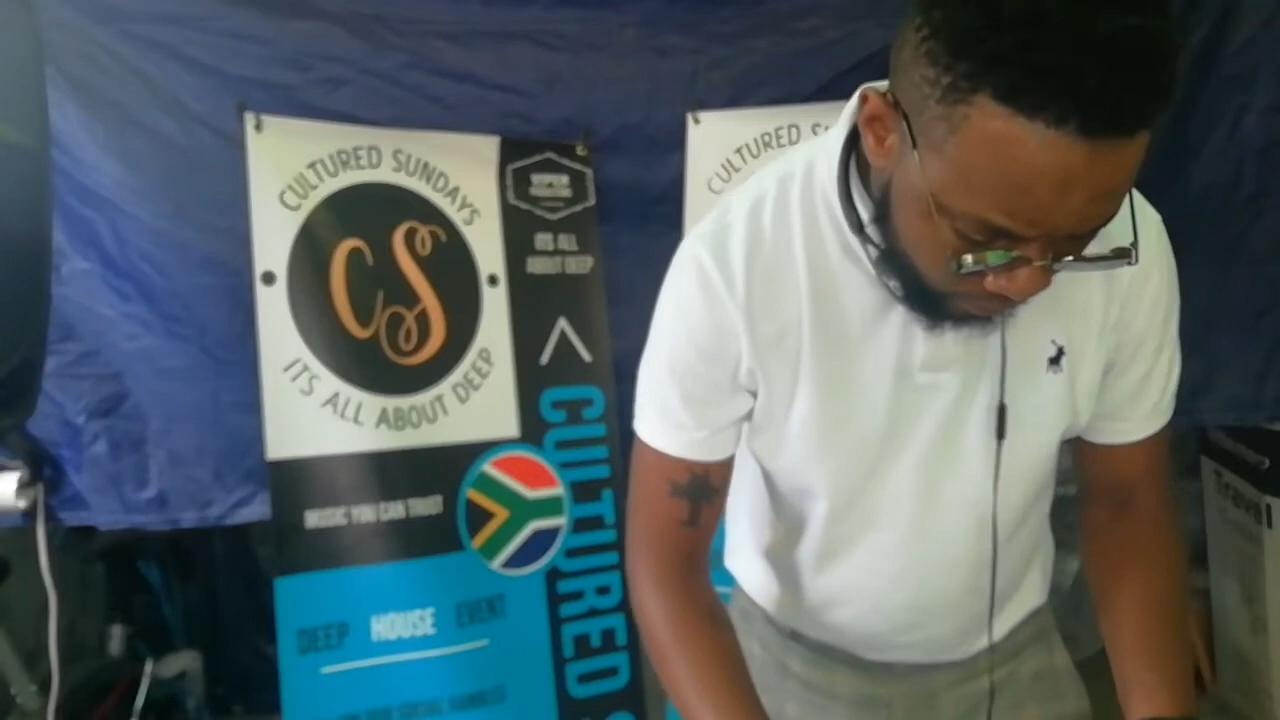 CULTURED SUNDAYS
CS
ITS ALL ABOUT DEEP
ITS ALL
ABOUT DEEP
CULTURED S
MUSIC YOU CAN TRUST
DEEP HOUSE EVENT
CULTURED S
Travel